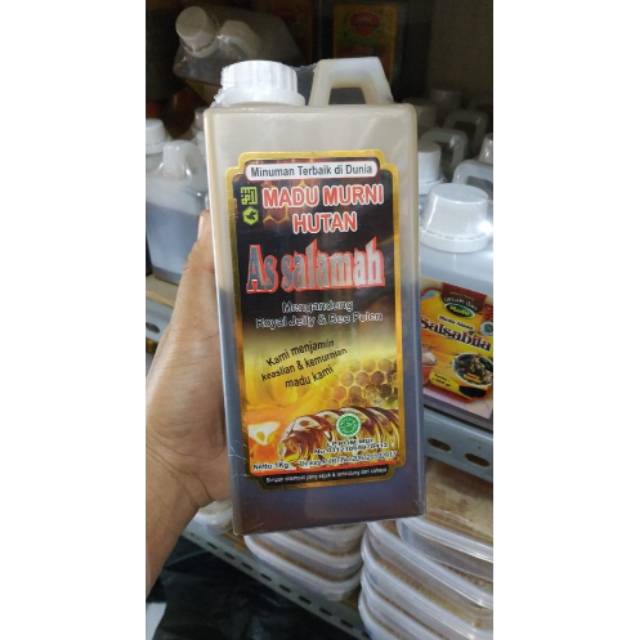 Minuman Terbaik di Dunia
MADU MURNI
HUTAN
As salamah
Mengandung
Royal Jelly & Bee Polen
Kami menjamin
keaslian & kemurnian
madu kami
Netto 1Kg
Salsabila